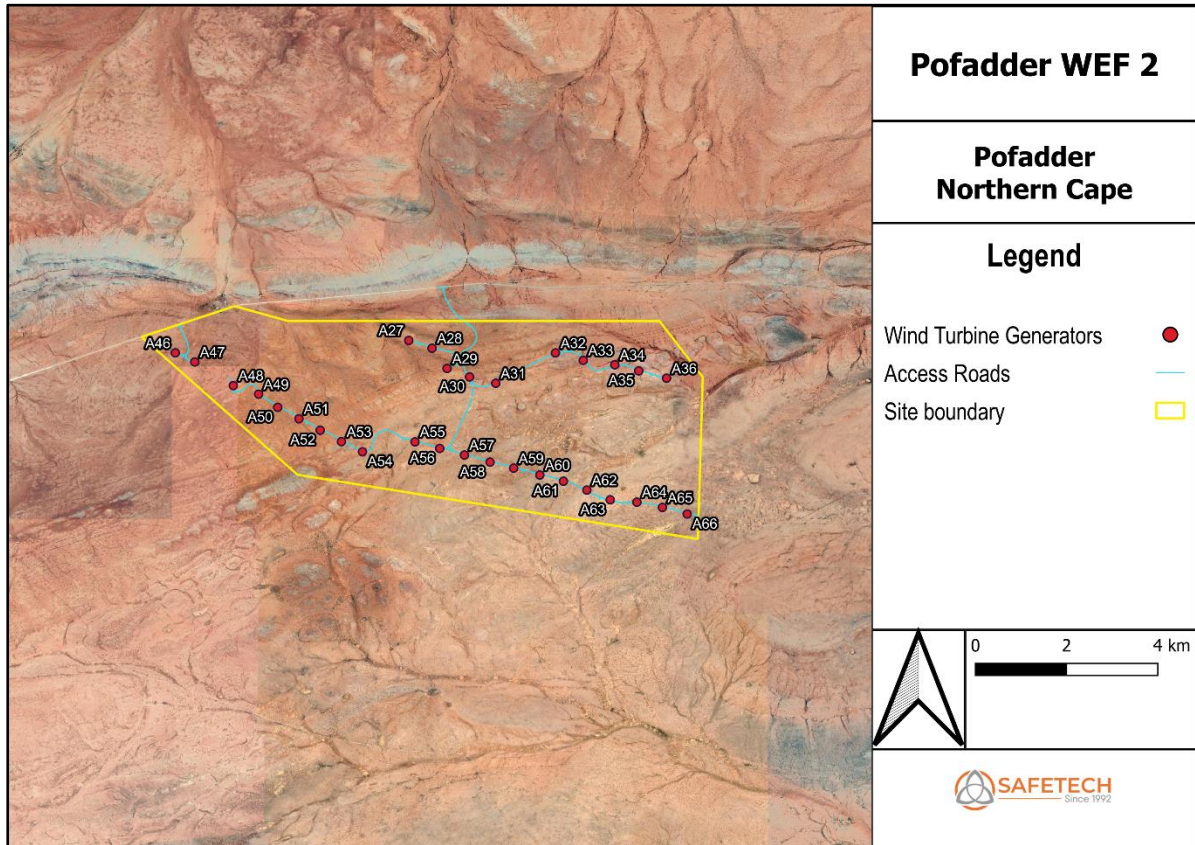 Pofadder WEF 2
Pofadder
Northern Cape
Legend
Wind Turbine Generators
Access Roads
Site boundary
0 2 4 km
SAFETECH
Since 1992
A27
A28
A29
A30
A31
A32
A33
A34
A35
A36
A46
A47
A48
A49
A50
A51
A52
A53
A54
A55
A56
A57
A58
A59
A60
A61
A62
A63
A64
A65
A66